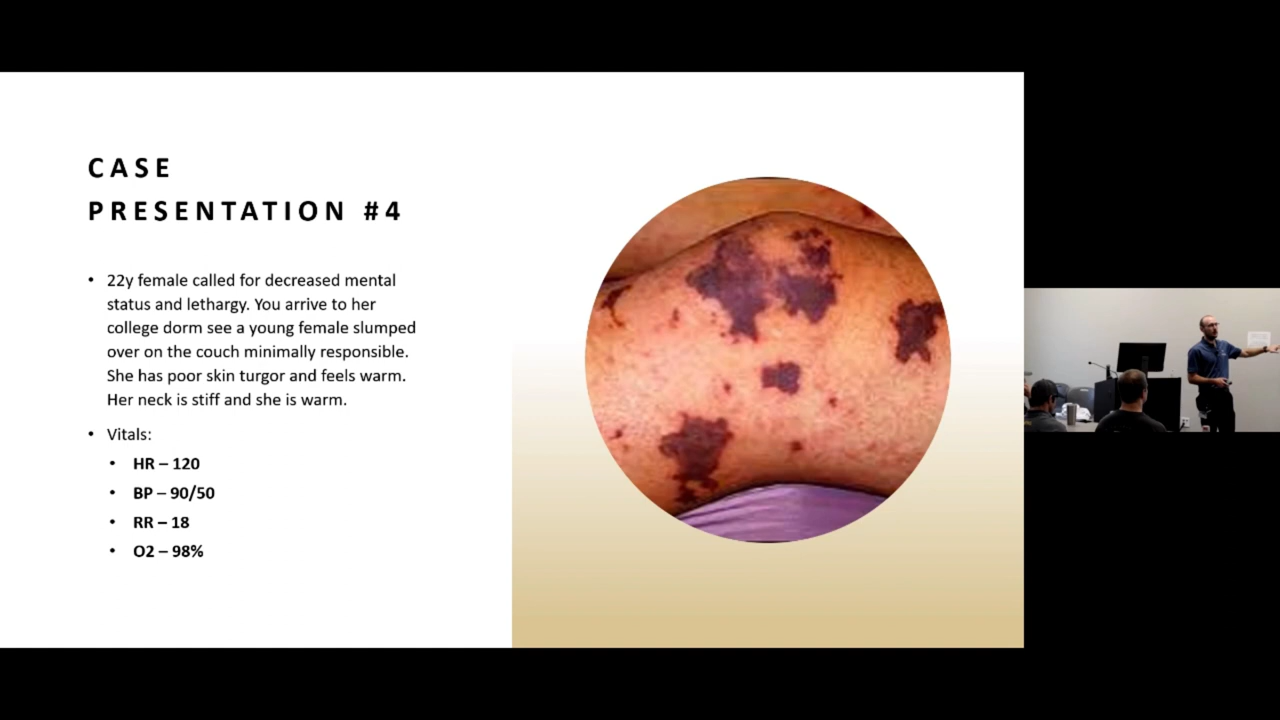 CASE
PRESENTATION #4
• 22y female called for decreased mental
status and lethargy. You arrive to her
college dorm see a young female slumped
over on the couch minimally responsible.
She has poor skin turgor and feels warm.
Her neck is stiff and she is warm.
• Vitals:
• HR – 120
• BP – 90/50
• RR – 18
• O2 – 98%